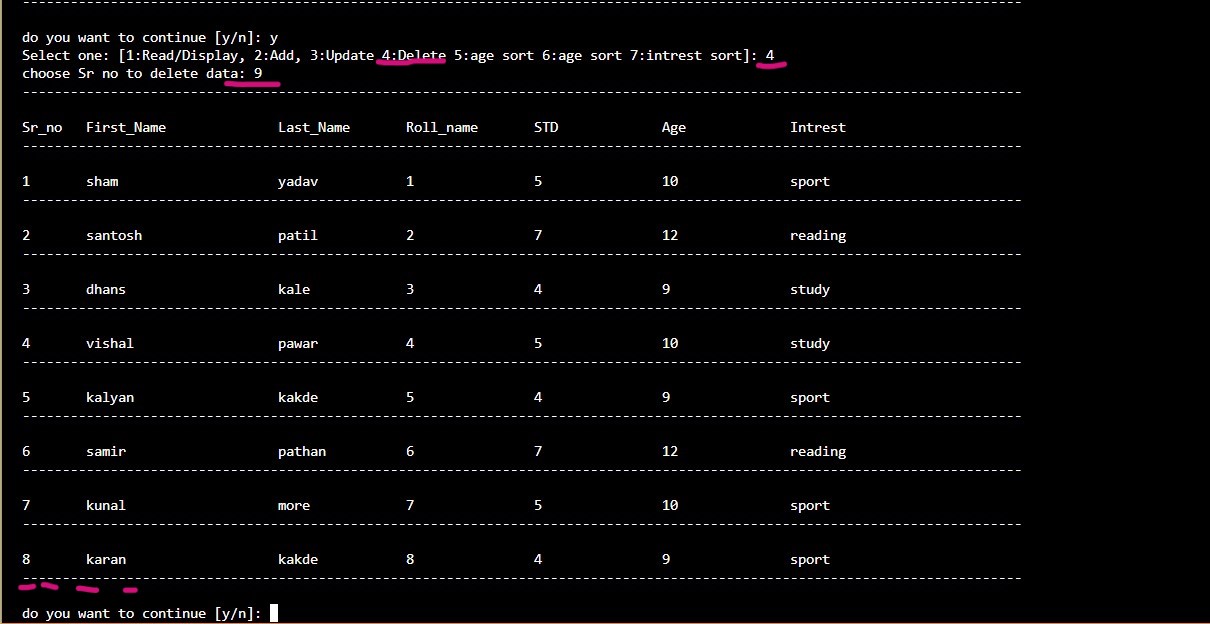 do you want to continue [y/n]: y
Select one: [1:Read/Display, 2:Add, 3:Update 4:Delete 5:age sort 6:age sort 7:intrest sort]: 4
choose Sr no to delete data: 9
Sr_no First_Name Last_Name Roll_name STD Age Intrest
1 sham yadav 1 5 10 sport
2 santosh patil 2 7 12 reading
3 dhans kale 3 4 9 study
4 vishal pawar 4 5 10 study
5 kalyan kakde 5 4 9 sport
6 samir pathan 6 7 12 reading
7 kunal more 7 5 10 sport
8 karan kakde 8 4 9 sport
do you want to continue [y/n]: